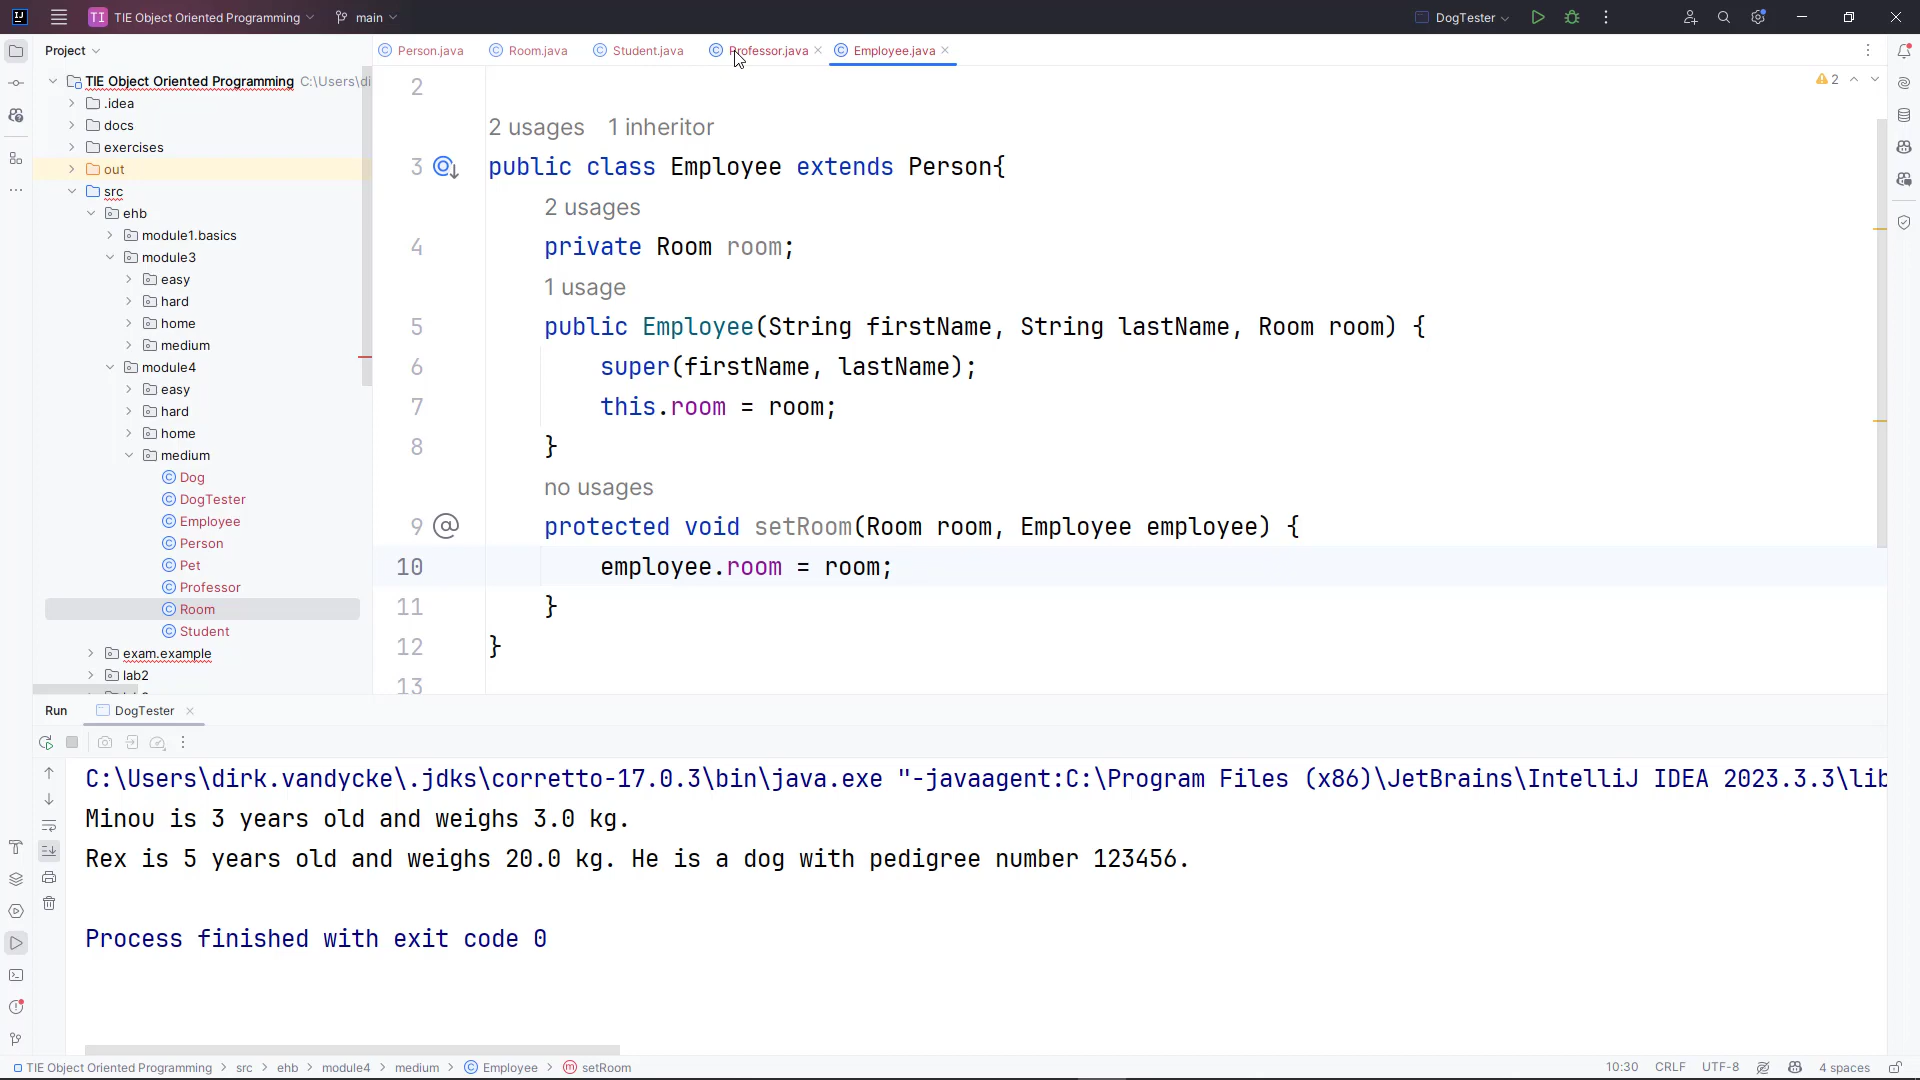 TI TIE Object Oriented Programming main DogTester
Project
Person.java Room.java Student.java Professor.java Employee.java
TIE Object Oriented Programming C:\Users\di
.idea
docs
exercises
out
src
ehb
module1.basics
module3
easy
hard
home
medium
module4
easy
hard
home
medium
Dog
DogTester
Employee
Person
Pet
Professor
Room
Student
exam.example
lab2
2
2
2 usages 1 inheritor
3 public class Employee extends Person{
2 usages
4 private Room room;
1 usage
5 public Employee(String firstName, String lastName, Room room) {
6 super(firstName, lastName);
7 this.room = room;
8 }
no usages
9 @ protected void setRoom(Room room, Employee employee) {
10 employee.room = room;
11 }
12 }
13
Run DogTester
C:\Users\dirk.vandycke\.jdks\corretto-17.0.3\bin\java.exe "-javaagent:C:\Program Files (x86)\JetBrains\IntelliJ IDEA 2023.3.3\lib
Minou is 3 years old and weighs 3.0 kg.
Rex is 5 years old and weighs 20.0 kg. He is a dog with pedigree number 123456.
Process finished with exit code 0
TIE Object Oriented Programming > src > ehb > module4 > medium > Employee > setRoom 10:30 CRLF UTF-8 4 spaces